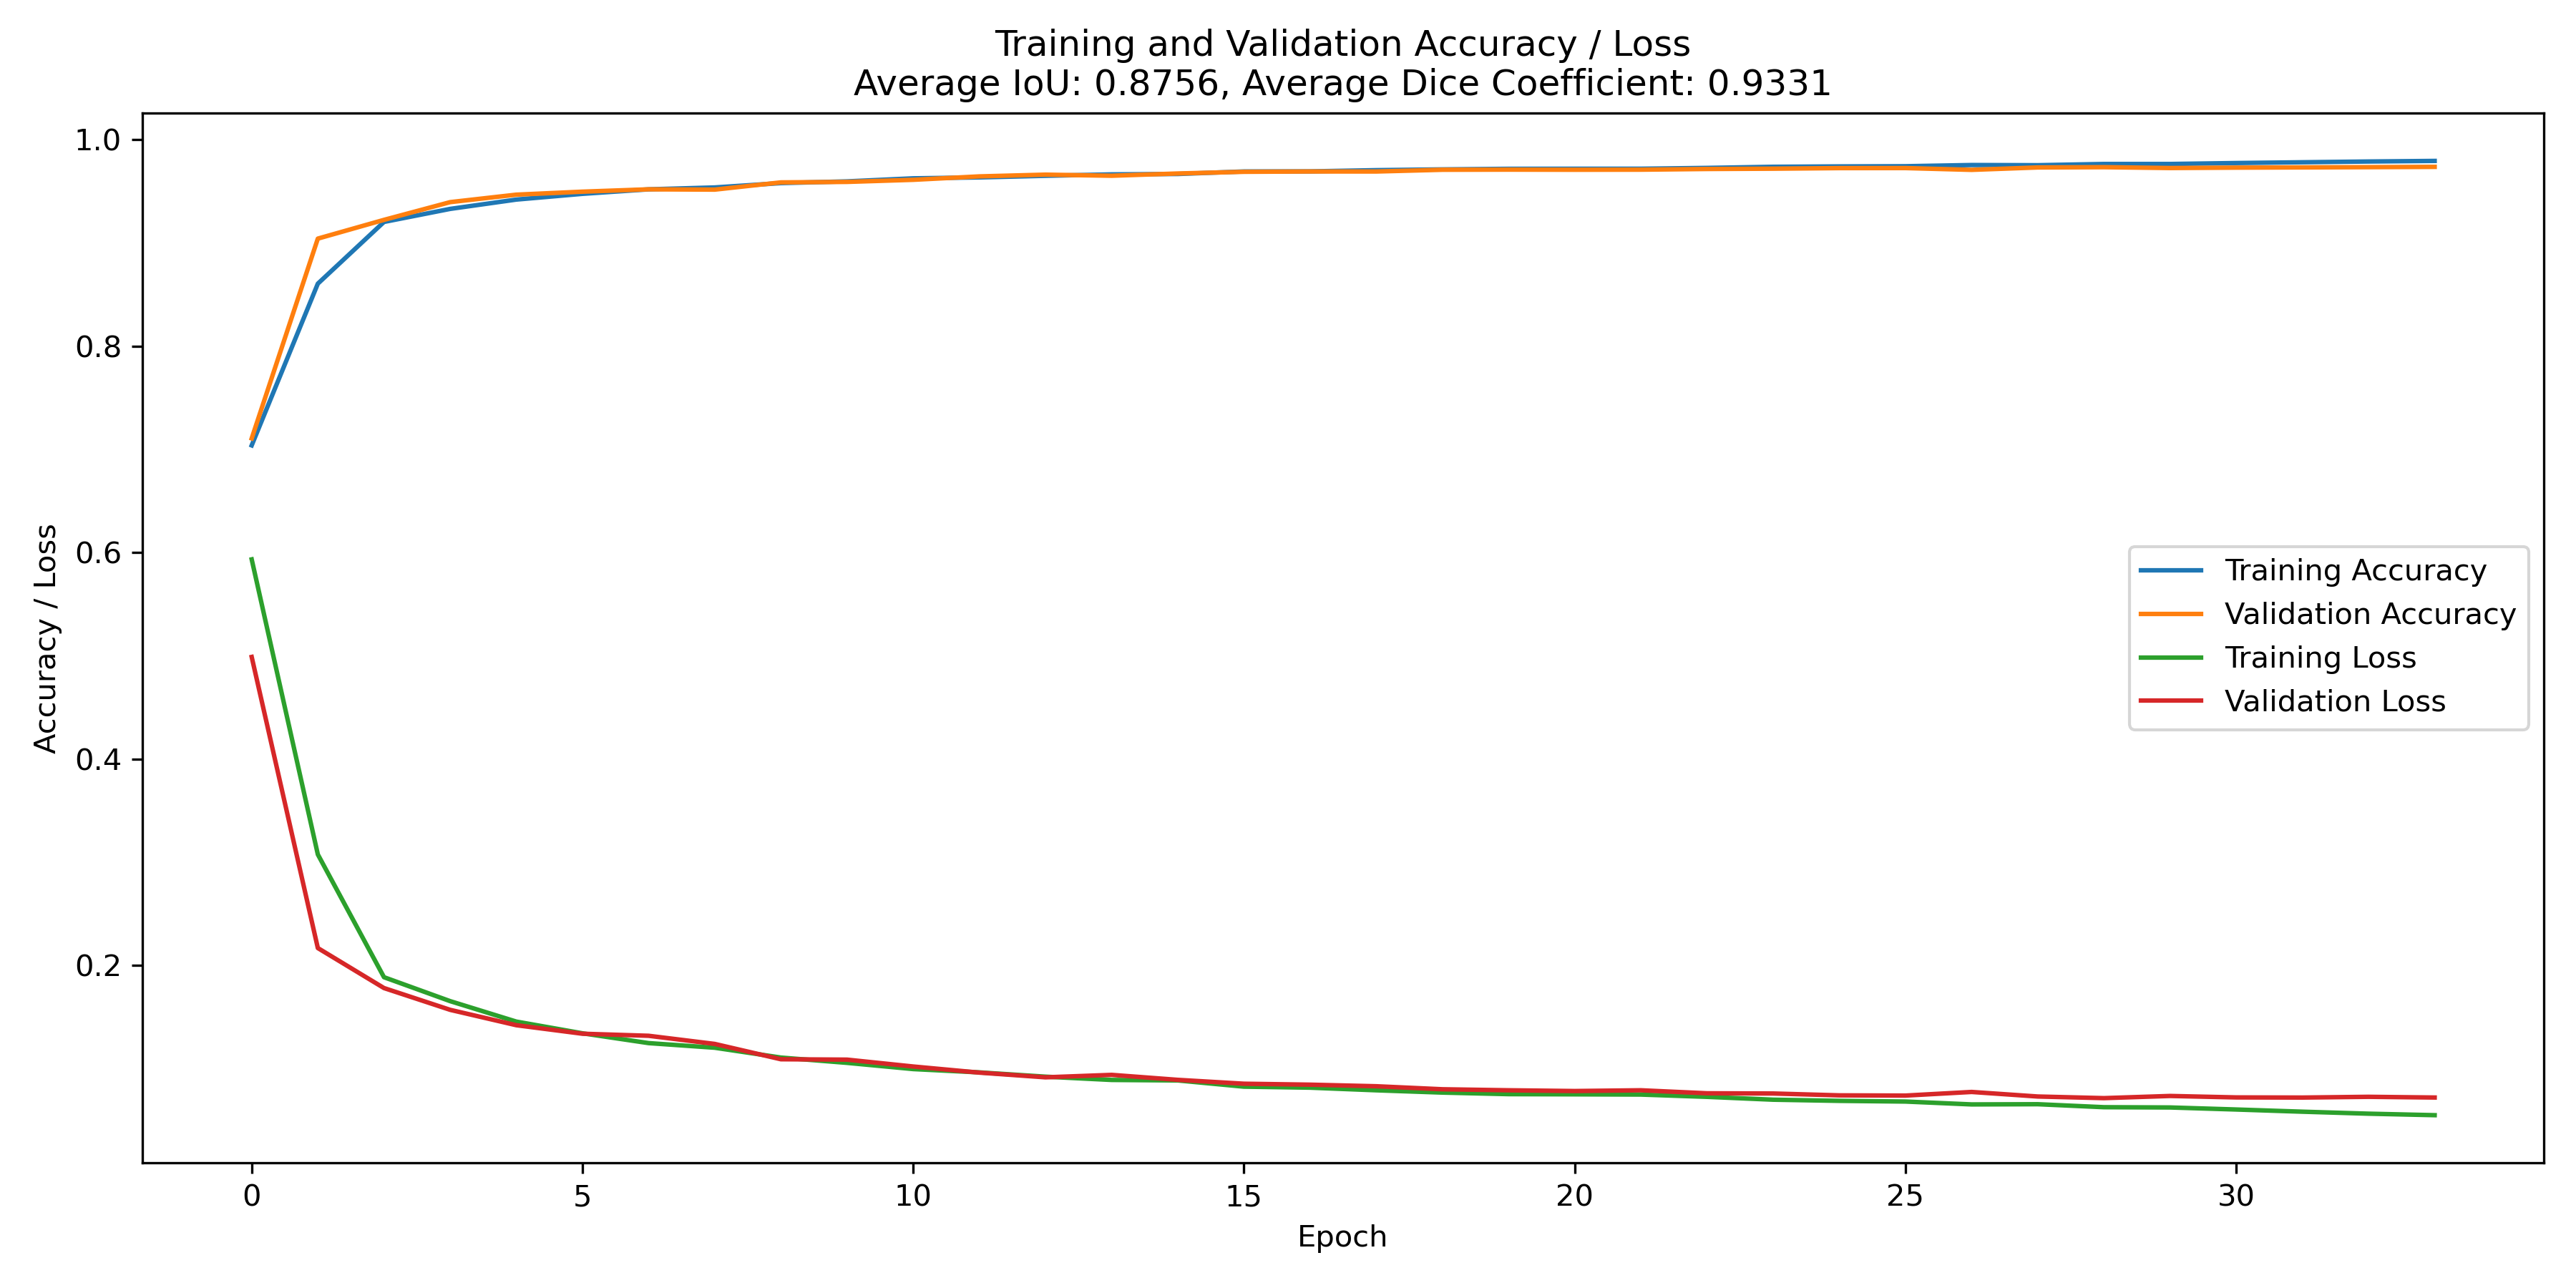 Training and Validation Accuracy / Loss
Average IoU: 0.8756, Average Dice Coefficient: 0.9331
1.0
0.8
0.6
0.4
0.2
Accuracy / Loss
Training Accuracy
Validation Accuracy
Training Loss
Validation Loss
0 5 10 15 20 25 30
Epoch